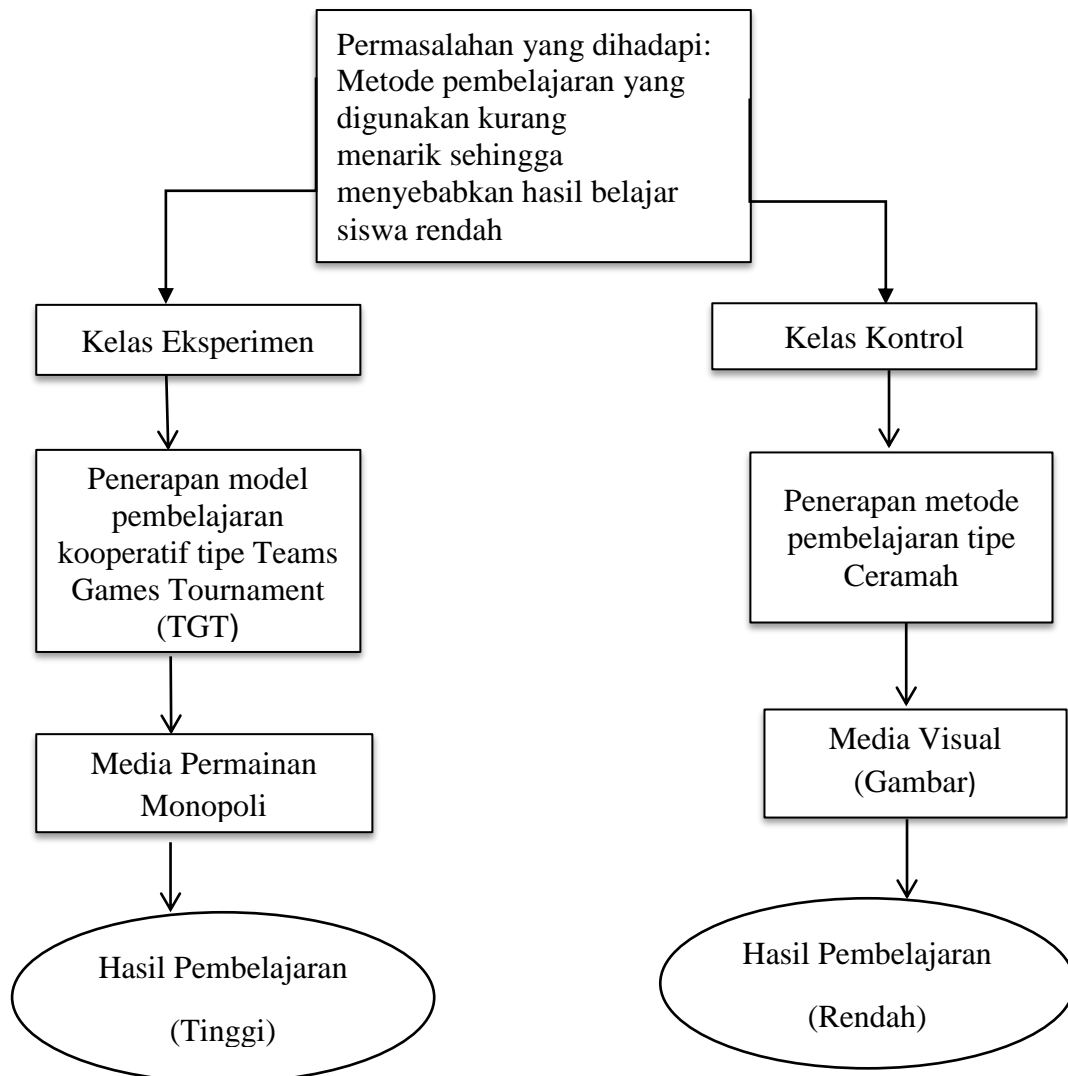 Permasalahan yang dihadapi:
Metode pembelajaran yang
digunakan kurang
menarik sehingga
menyebabkan hasil belajar
siswa rendah
Kelas Eksperimen
Kelas Kontrol
Penerapan model
pembelajaran
kooperatif tipe Teams
Games Tournament
(TGT)
Penerapan metode
pembelajaran tipe
Ceramah
Media Permainan
Monopoli
Media Visual
(Gambar)
Hasil Pembelajaran
(Tinggi)
Hasil Pembelajaran
(Rendah)